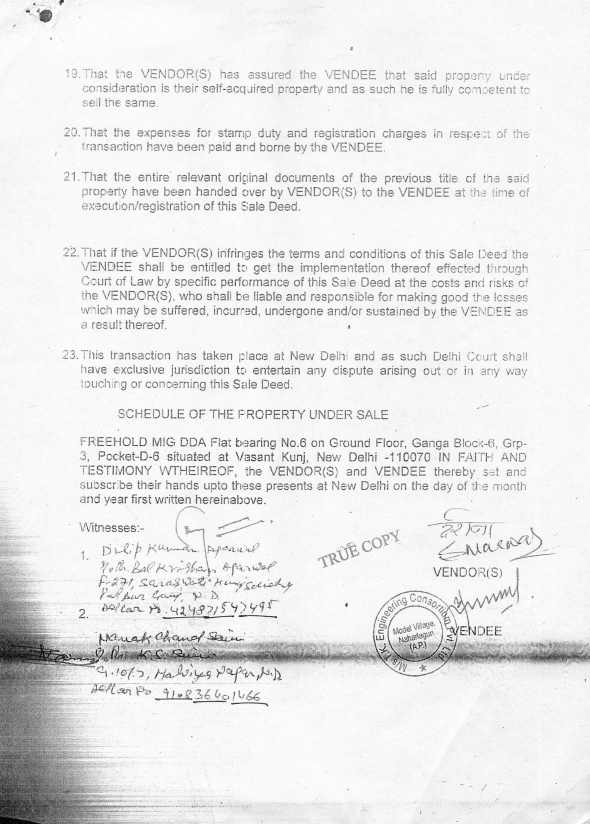 19. That the VENDOR(S) has assured the VENDEE that said property under
consideration is their self-acquired property and as such he is fully competent to
sell the same.
20. That the expenses for stamp duty and registration charges in respect of the
transaction have been paid and borne by the VENDEE.
21. That the entire relevant original documents of the previous title of the said
property have been handed over by VENDOR(S) to the VENDEE at the time of
execution/registration of this Sale Deed.
22. That if the VENDOR(S) infringes the terms and conditions of this Sale Deed the
VENDEE shall be entitled to get the implementation thereof effected through
Court of Law by specific performance of this Sale Deed at the costs and risks of
the VENDOR(S), who shall be liable and responsible for making good the losses
which may be suffered, incurred, undergone and/or sustained by the VENDEE as
a result thereof.
23. This transaction has taken place at New Delhi and as such Delhi Court shall
have exclusive jurisdiction to entertain any dispute arising out or in any way
touching or concerning this Sale Deed.
SCHEDULE OF THE PROPERTY UNDER SALE
FREEHOLD MIG DDA Flat bearing No.6 on Ground Floor, Ganga Block-6, Grp-
3, Pocket-D-6 situated at Vasant Kunj, New Delhi -110070 IN FAITH AND
TESTIMONY WTHEIREOF, the VENDOR(S) and VENDEE thereby set and
subscribe their hands upto these presents at New Delhi on the day of the month
and year first written hereinabove.
Witnesses:-
1. Dilip Kumar Agarwal
Bal Krishan Agarwal
F-271, Saraswati Kunj Society
N.D
2.
Nanak Chand Saini
K.S. Saini
Malviya Nagar, N.D
TRUE COPY
VENDOR(S)
VENDEE
M/s T.K. Engineering Consortium Pvt. Ltd
Model Village,
Naharlagun
(A.P.)